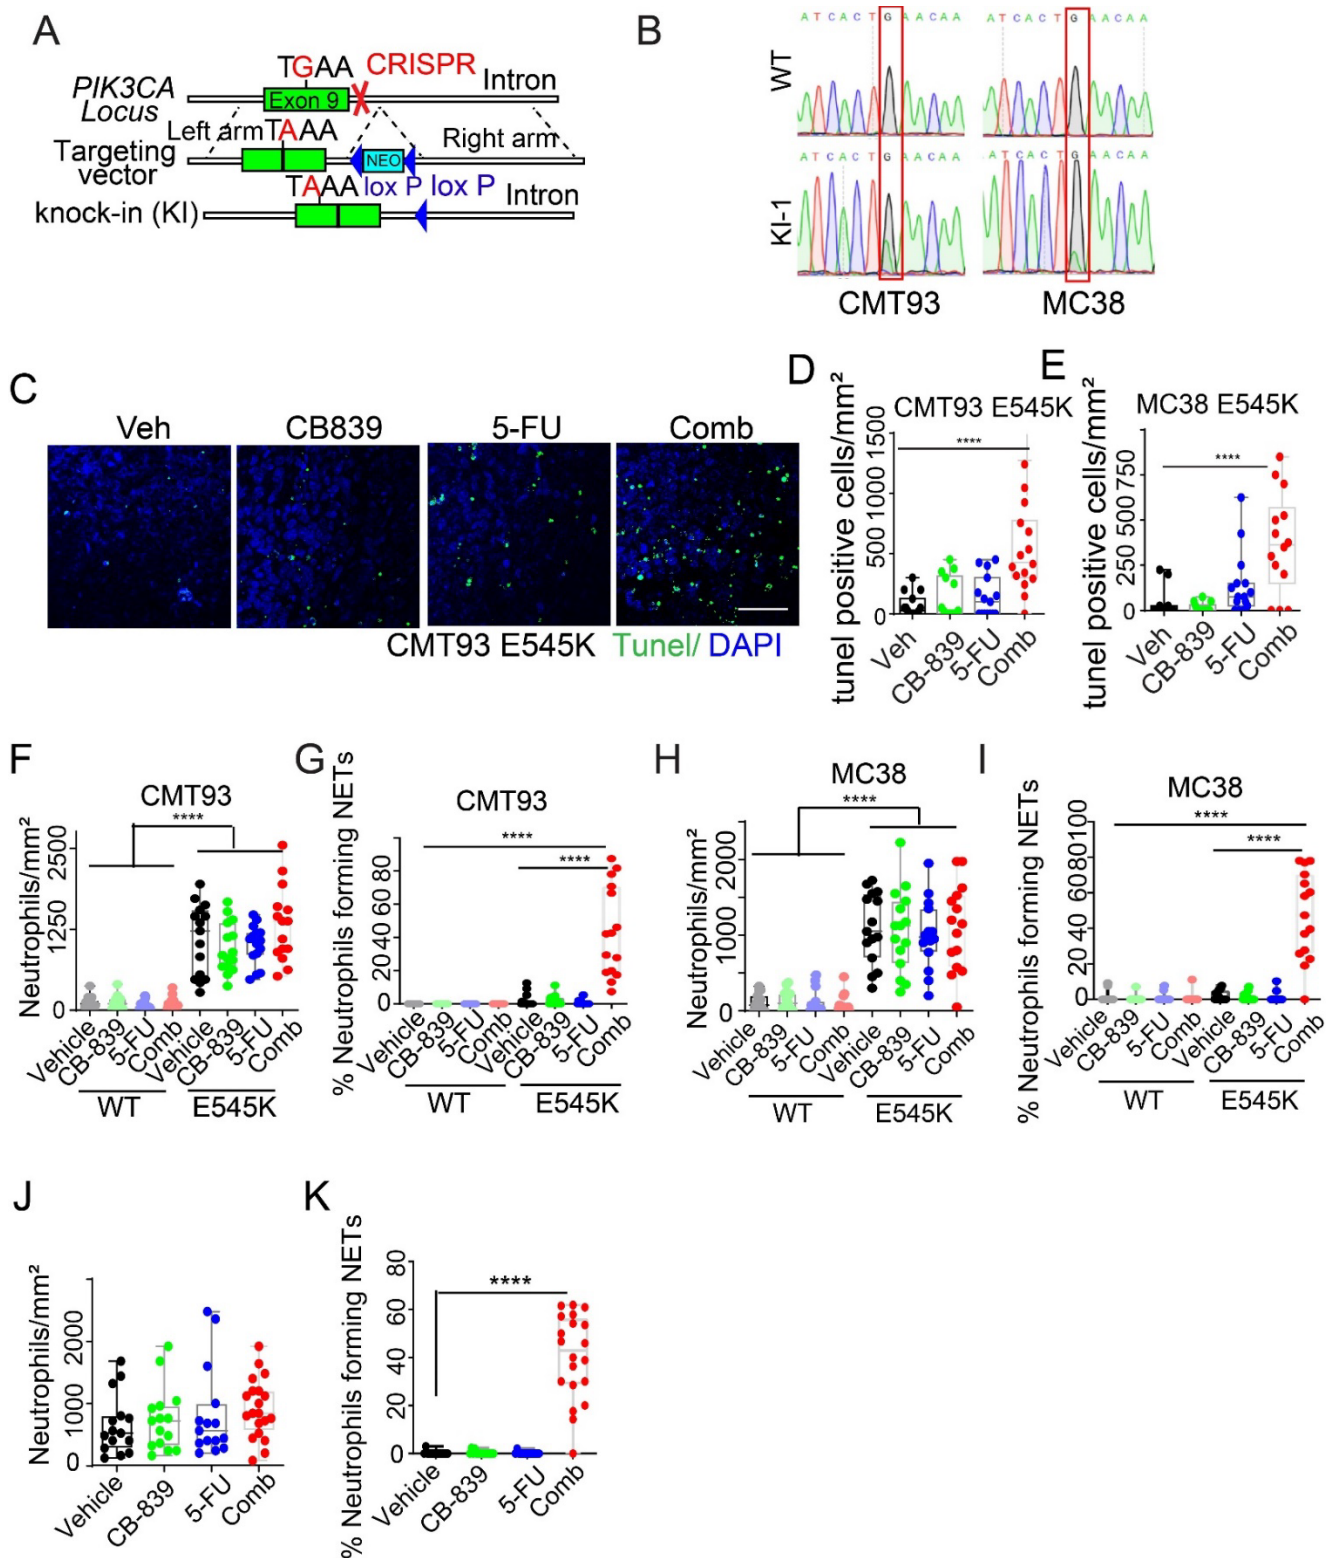 A
TGAA CRISPR
PIK3CA
Locus
Exon 9
Intron
Left arm
TAAA
Right arm
Targeting
vector
NEO
TAAA lox P lox P
Intron
knock-in (KI)
B
A T C A C T G A A C A A
A T C A C T G A A C A A
WT
A T C A C T G A A C A A
A T C A C T G A A C A A
KI-1
CMT93
MC38
C
Veh
CB839
5-FU
Comb
CMT93 E545K Tunel/ DAPI
D
CMT93 E545K
tunel positive cells/mm²
1500
1000
500
0
****
Veh
CB-839
5-FU
Comb
E
MC38 E545K
tunel positive cells/mm²
750
500
250
0
****
Veh
CB-839
5-FU
Comb
F
CMT93
****
Neutrophils/mm²
2500
1250
0
Vehicle
CB-839
5-FU
Comb
Vehicle
CB-839
5-FU
Comb
WT
E545K
G
CMT93
% Neutrophils forming NETs
80
60
40
20
0
****
****
Vehicle
CB-839
5-FU
Comb
Vehicle
CB-839
5-FU
Comb
WT
E545K
H
MC38
****
Neutrophils/mm²
2000
1000
0
Vehicle
CB-839
5-FU
Comb
Vehicle
CB-839
5-FU
Comb
WT
E545K
I
MC38
% Neutrophils forming NETs
100
80
60
40
20
0
****
****
Vehicle
CB-839
5-FU
Comb
Vehicle
CB-839
5-FU
Comb
WT
E545K
J
Neutrophils/mm²
2000
1000
0
Vehicle
CB-839
5-FU
Comb
K
% Neutrophils forming NETs
80
60
40
20
0
****
Vehicle
CB-839
5-FU
Comb